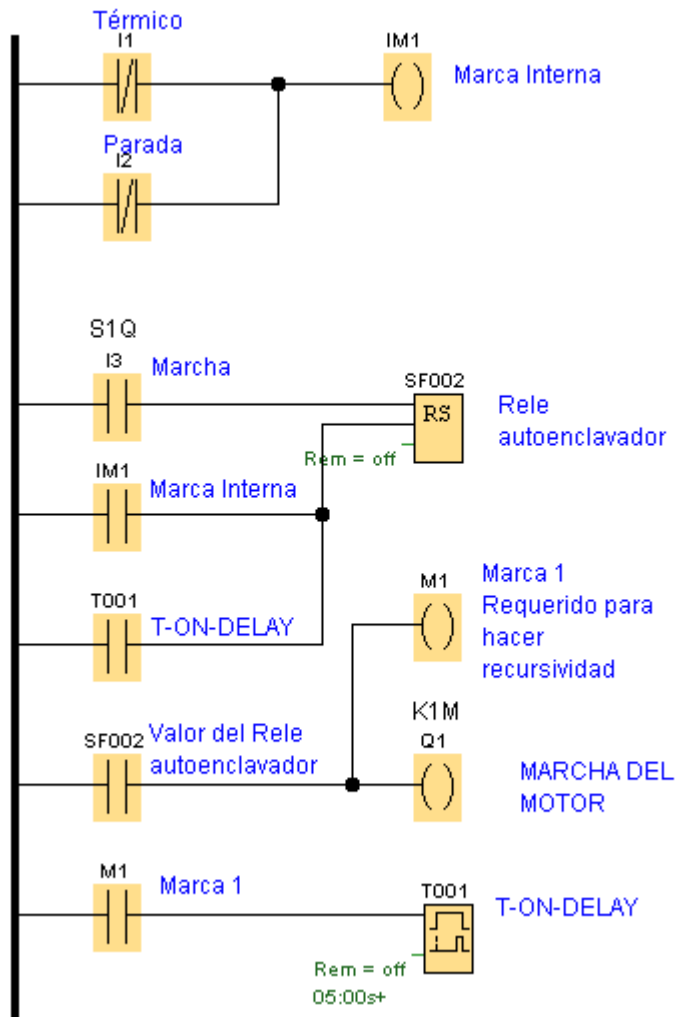 Térmico
I1
IM1
Marca Interna
Parada
I2
S1Q
I3
Marcha
SF002
RS
Rele
autoenclavador
Rem = off
IM1
Marca Interna
M1
Marca 1
Requerido para
hacer
recursividad
T001
T-ON-DELAY
K1M
Q1
SF002
Valor del Rele
autoenclavador
MARCHA DEL
MOTOR
M1
Marca 1
T001
T-ON-DELAY
Rem = off
05:00s+